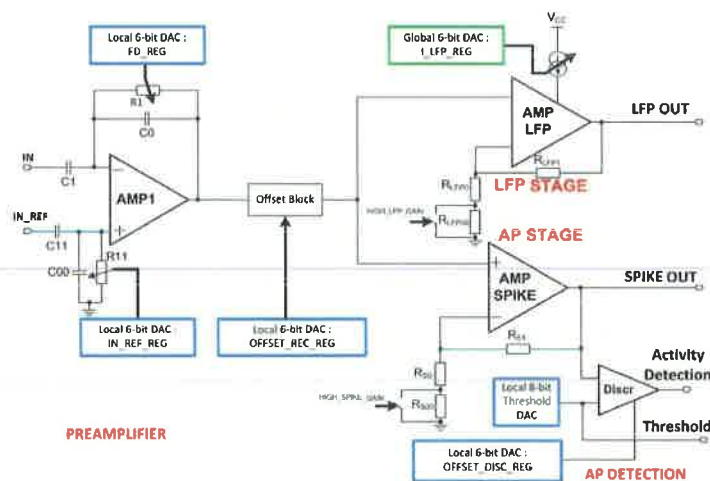 Local 6-bit DAC :
FD_REG
Global 6-bit DAC :
I_LFP_REG
VCC
R1
C0
IN
C1
AMP1
IN_REF
C11
C00
R11
Offset Block
AMP
LFP
LFP OUT
RLFP1
RLFP0
LFP STAGE
HIGH_LFP_GAIN
AP STAGE
AMP
SPIKE
SPIKE OUT
Local 6-bit DAC :
IN_REF_REG
Local 6-bit DAC :
OFFSET_REC_REG
RS1
RS0
HIGH_SPIKE_GAIN
RS00
Local 8-bit
Threshold
DAC
Discr
Activity
Detection
Threshold
PREAMPLIFIER
Local 6-bit DAC :
OFFSET_DISC_REG
AP DETECTION